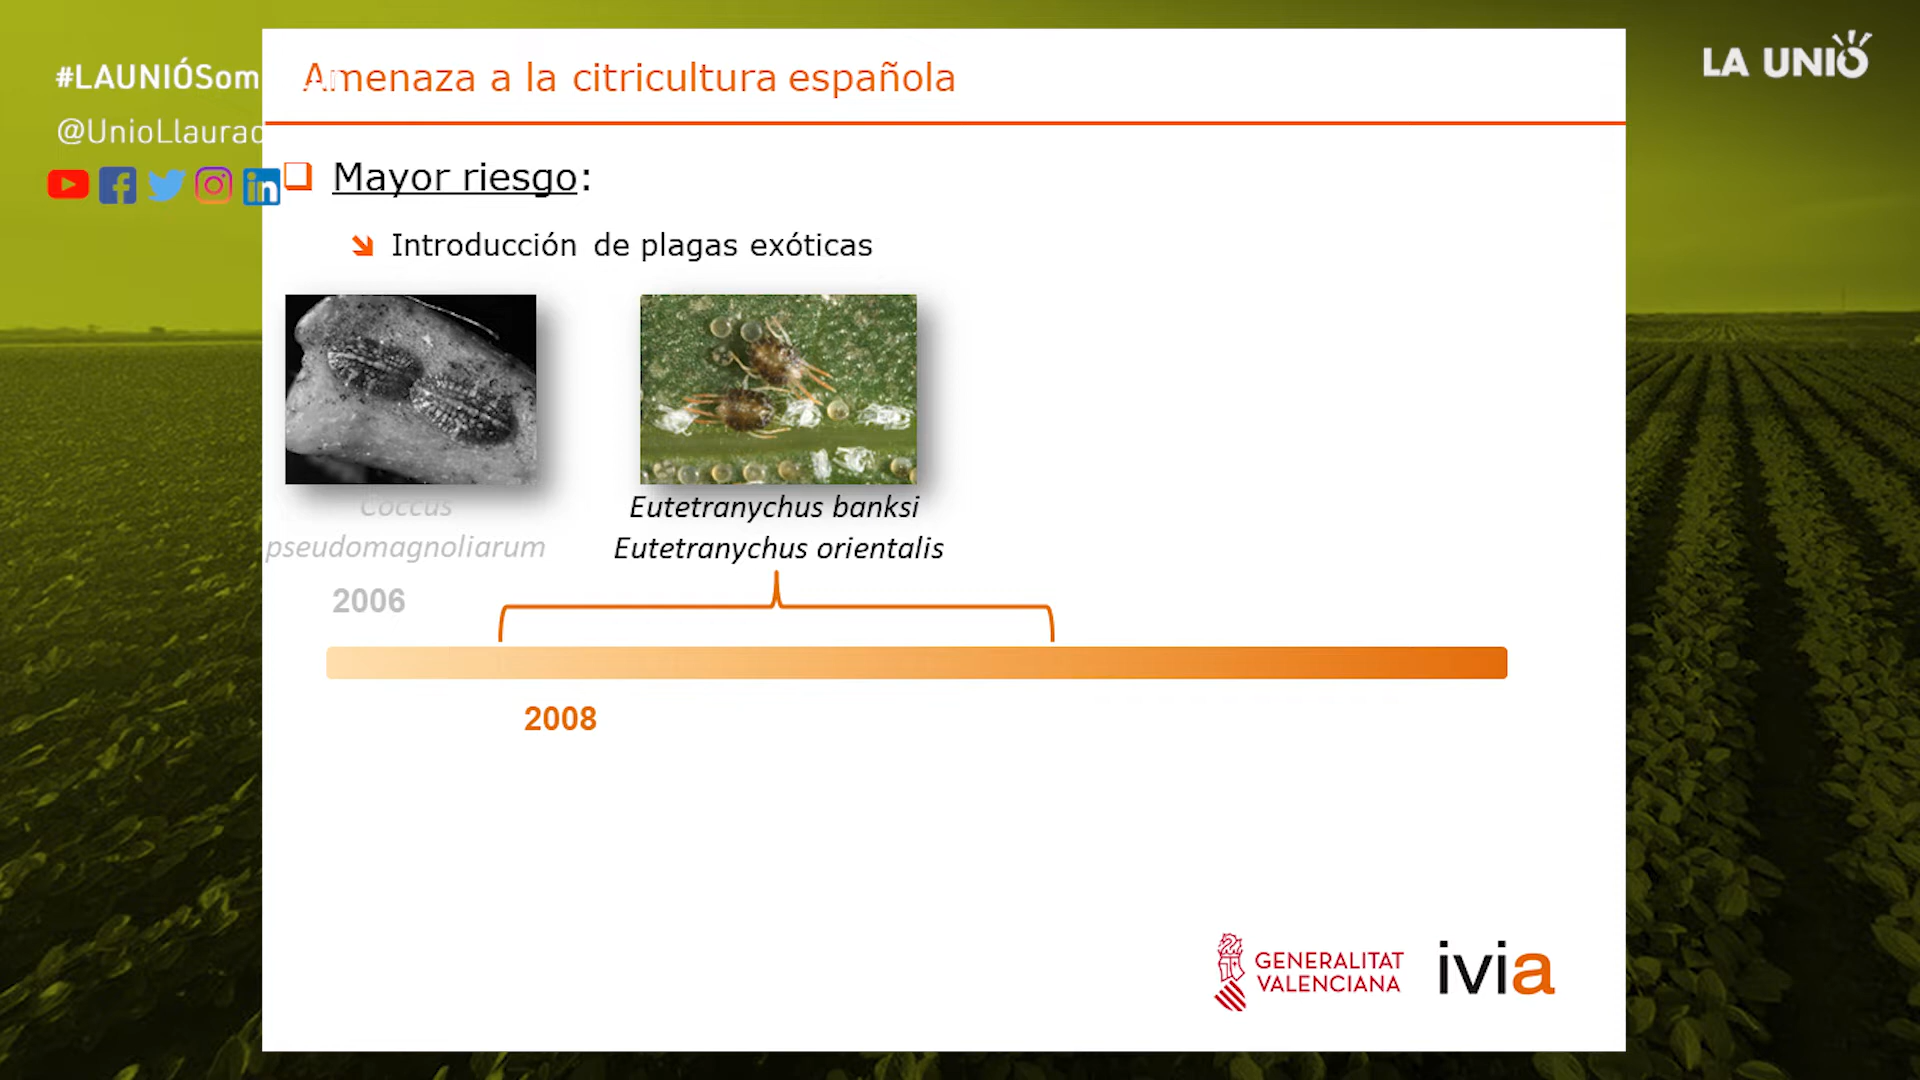 #LAUNIÓSom
@UnioLlaurad
LA UNIÓ
Amenaza a la citricultura española
Mayor riesgo:
Introducción de plagas exóticas
Coccus
pseudomagnoliarum
2006
Eutetranychus banksi
Eutetranychus orientalis
2008
GENERALITAT
VALENCIANA
ivia